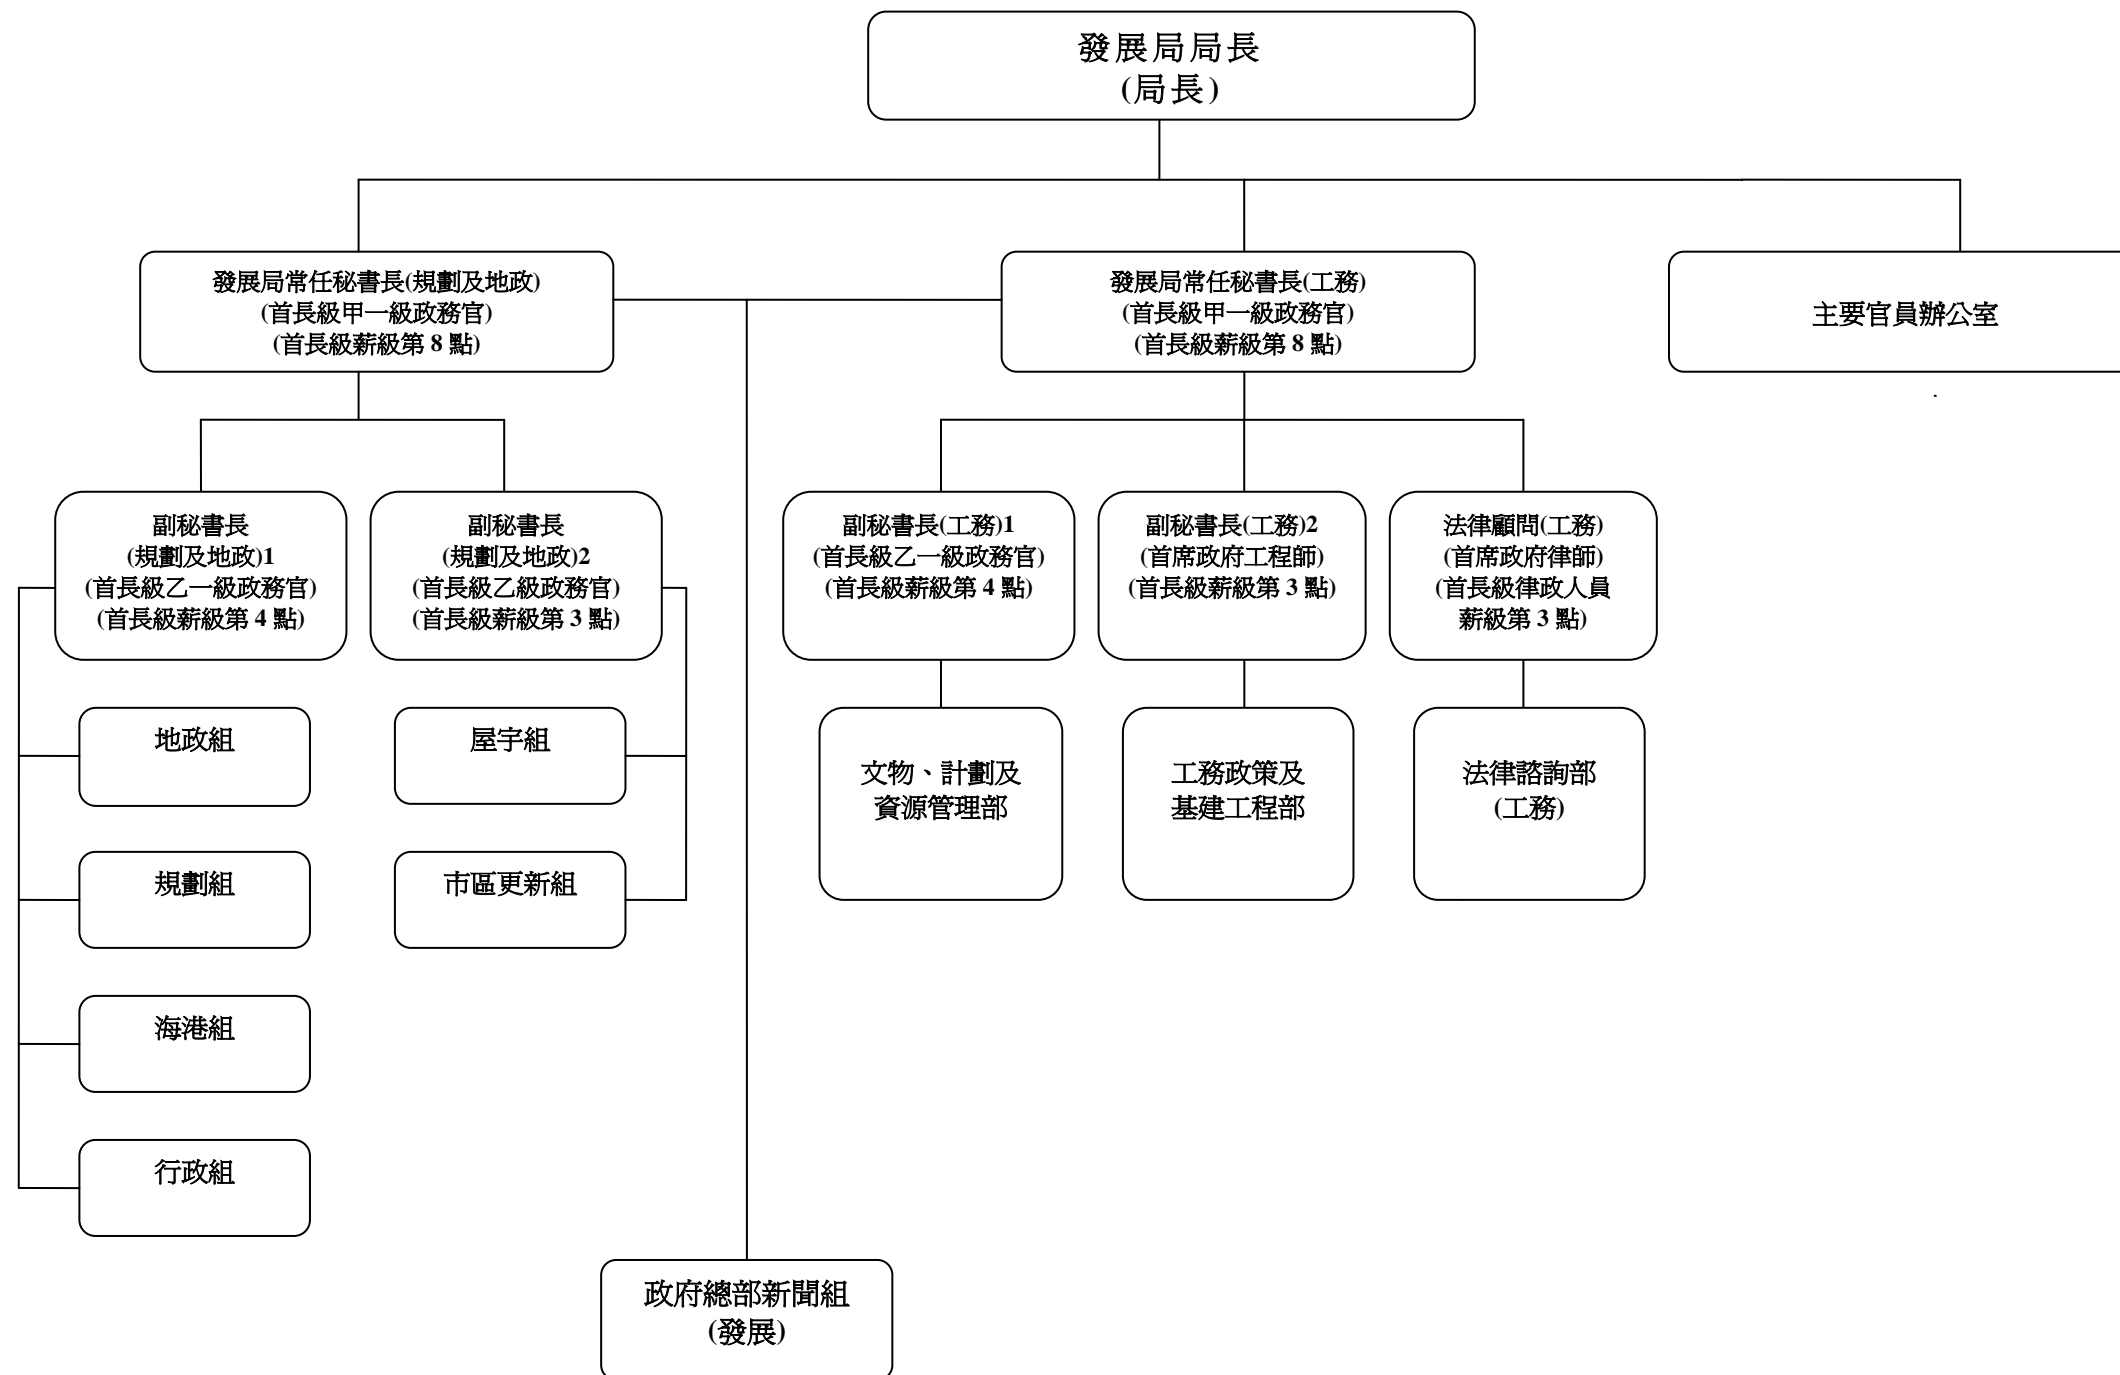 發展局局長
(局長)
發展局常任秘書長(規劃及地政)
(首長級甲一級政務官)
(首長級薪級第 8 點)
發展局常任秘書長(工務)
(首長級甲一級政務官)
(首長級薪級第 8 點)
主要官員辦公室
副秘書長
(規劃及地政)1
(首長級乙一級政務官)
(首長級薪級第 4 點)
副秘書長
(規劃及地政)2
(首長級乙級政務官)
(首長級薪級第 3 點)
副秘書長(工務)1
(首長級乙一級政務官)
(首長級薪級第 4 點)
副秘書長(工務)2
(首席政府工程師)
(首長級薪級第 3 點)
法律顧問(工務)
(首席政府律師)
(首長級律政人員
薪級第 3 點)
地政組
規劃組
海港組
行政組
屋宇組
市區更新組
文物、計劃及
資源管理部
工務政策及
基建工程部
法律諮詢部
(工務)
政府總部新聞組
(發展)